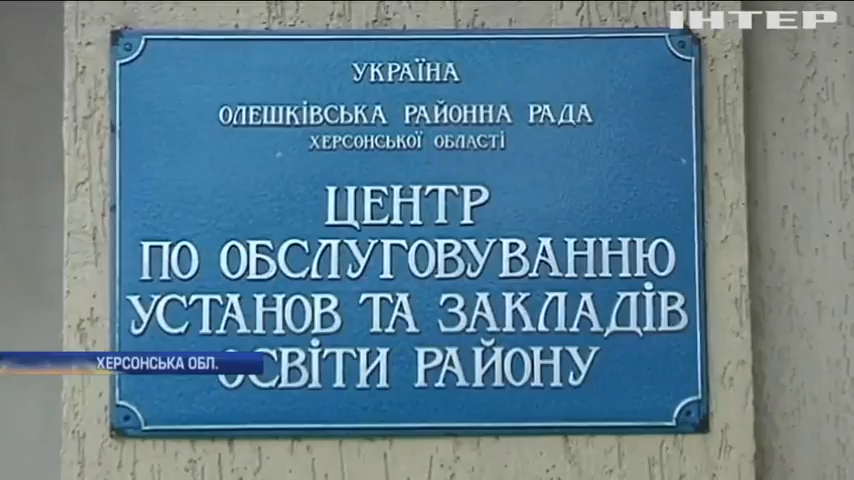 ІНТЕР
УКРАЇНА
ОЛЕШКІВСЬКА РАЙОННА РАДА
ХЕРСОНСЬКОЇ ОБЛАСТІ
ЦЕНТР
ПО ОБСЛУГОВУВАННЮ
УСТАНОВ ТА ЗАКЛАДІВ
ОСВІТИ РАЙОНУ
ХЕРСОНСЬКА ОБЛ.